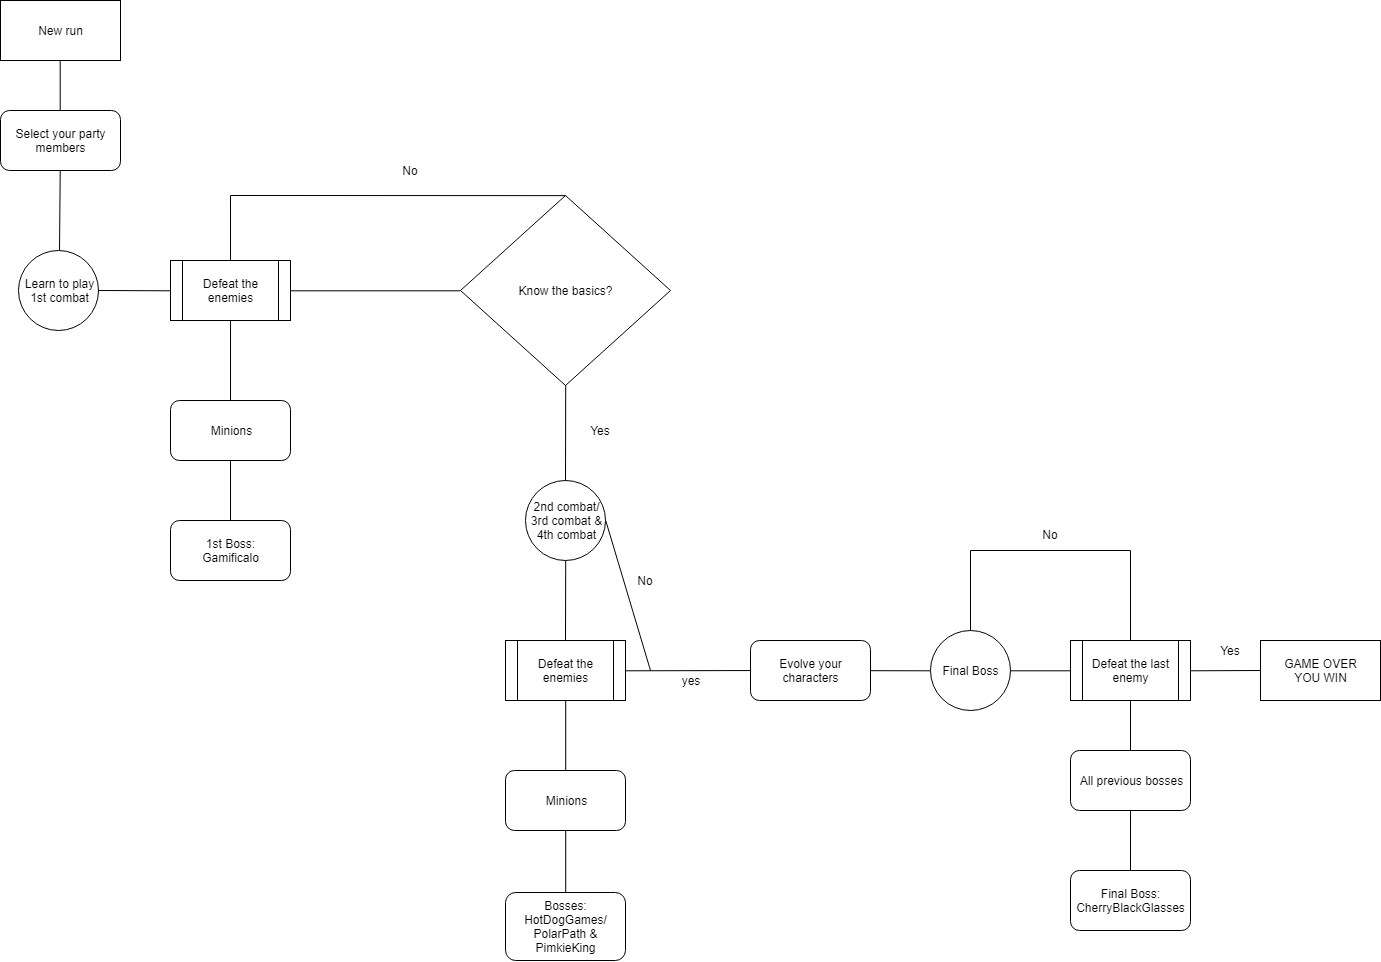 New run
Select your party
members
No
Learn to play
1st combat
Defeat the
enemies
Know the basics?
Minions
Yes
1st Boss:
Gamificalo
2nd combat/
3rd combat &
4th combat
No
No
Defeat the
enemies
yes
Evolve your
characters
Final Boss
Defeat the last
enemy
Yes
GAME OVER
YOU WIN
Minions
All previous bosses
Bosses:
HotDogGames/
PolarPath &
PimkieKing
Final Boss:
CherryBlackGlasses